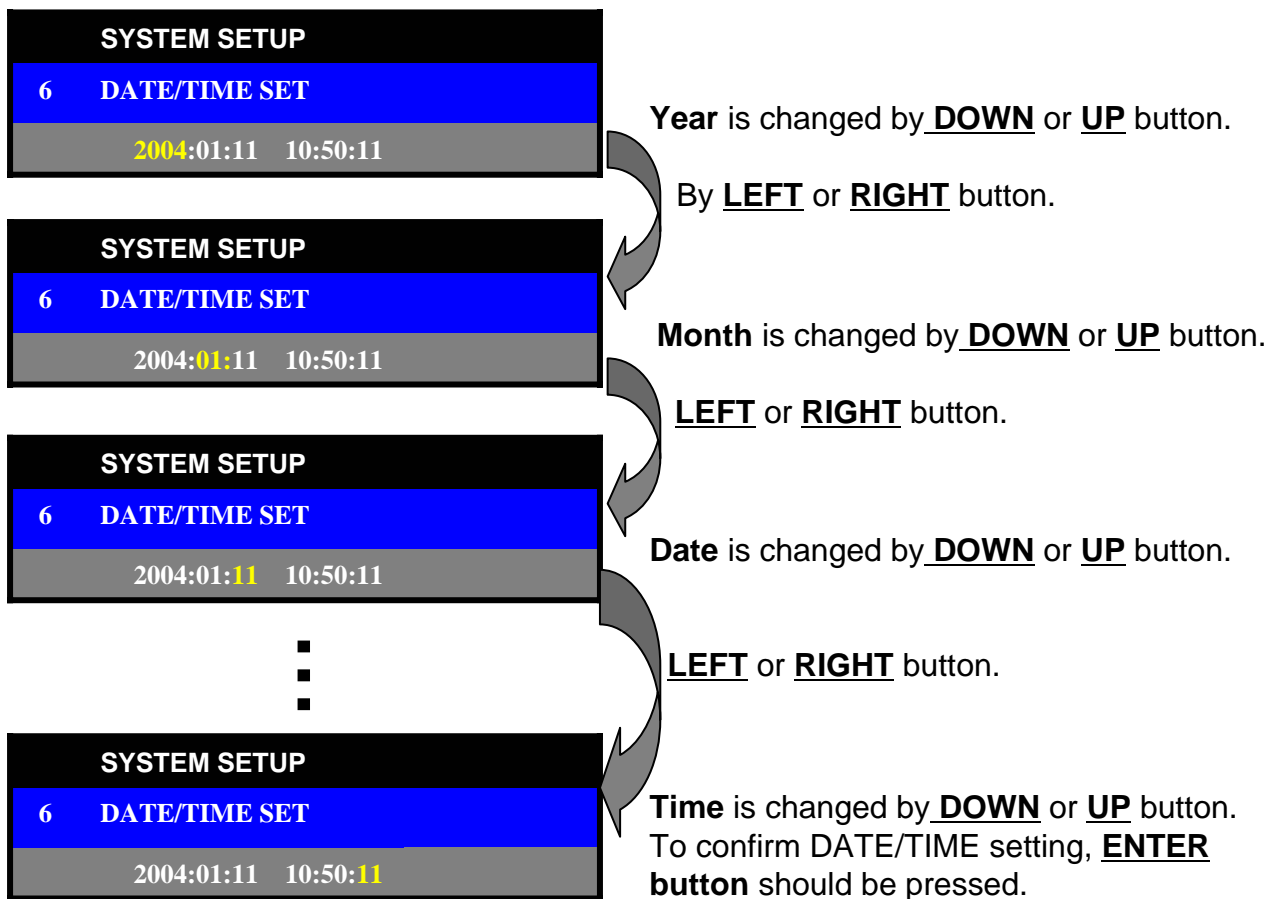 SYSTEM SETUP
6 DATE/TIME SET
2004:01:11 10:50:11
Year is changed by DOWN or UP button.
By LEFT or RIGHT button.
SYSTEM SETUP
6 DATE/TIME SET
2004:01:11 10:50:11
Month is changed by DOWN or UP button.
LEFT or RIGHT button.
SYSTEM SETUP
6 DATE/TIME SET
2004:01:11 10:50:11
Date is changed by DOWN or UP button.
LEFT or RIGHT button.
SYSTEM SETUP
6 DATE/TIME SET
2004:01:11 10:50:11
Time is changed by DOWN or UP button.
To confirm DATE/TIME setting, ENTER
button should be pressed.